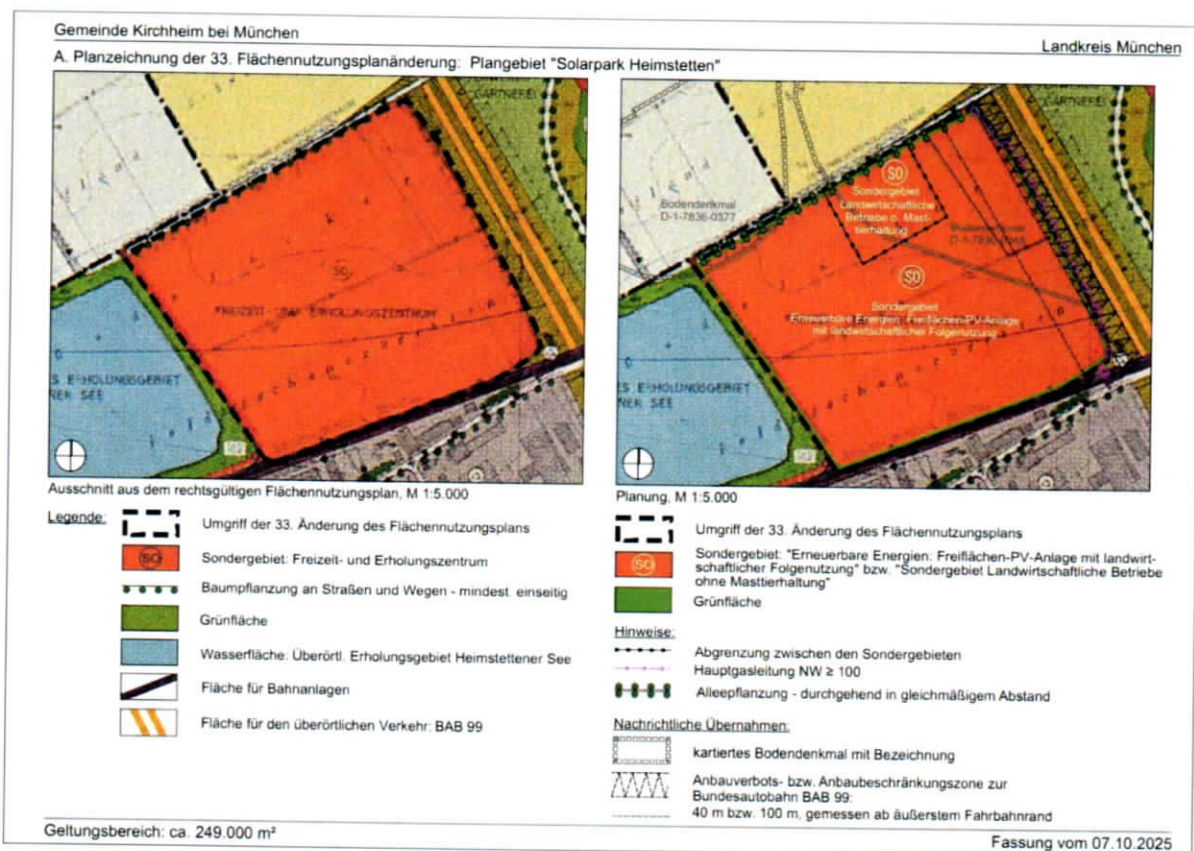 Gemeinde Kirchheim bei München
Landkreis München
A. Planzeichnung der 33. Flächennutzungsplanänderung: Plangebiet "Solarpark Heimstetten"
GÄRTNEREI
SO
FREIZEIT- UND ERHOLUNGSZENTRUM
ES ERHOLUNGSGEBIET
NER SEE
GÄRTNEREI
SO
Sondergebiet
Landwirtschaftliche
Betriebe o. Mast-
tierhaltung
Bodendenkmal
D-1-7836-0377
Bodendenkmal
SO
Sondergebiet
"Erneuerbare Energien: Freiflächen-PV-Anlage
mit landwirtschaftlicher Folgenutzung
ES ERHOLUNGSGEBIET
NER SEE
Ausschnitt aus dem rechtsgültigen Flächennutzungsplan, M 1:5.000
Legende:
Umgriff der 33. Änderung des Flächennutzungsplans
SO
Sondergebiet: Freizeit- und Erholungszentrum
Baumpflanzung an Straßen und Wegen - mindest. einseitig
Grünfläche
Wasserfläche: Überörtl. Erholungsgebiet Heimstettener See
Fläche für Bahnanlagen
Fläche für den überörtlichen Verkehr: BAB 99
Planung, M 1:5.000
Umgriff der 33. Änderung des Flächennutzungsplans
SO
Sondergebiet: "Erneuerbare Energien: Freiflächen-PV-Anlage mit landwirt-
schaftlicher Folgenutzung" bzw. "Sondergebiet Landwirtschaftliche Betriebe
ohne Masttierhaltung"
Grünfläche
Hinweise:
Abgrenzung zwischen den Sondergebieten
Hauptgasleitung NW ≥ 100
Alleepflanzung - durchgehend in gleichmäßigem Abstand
Nachrichtliche Übernahmen:
kartiertes Bodendenkmal mit Bezeichnung
Anbauverbots- bzw. Anbaubeschränkungszone zur
Bundesautobahn BAB 99:
40 m bzw. 100 m, gemessen ab äußerstem Fahrbahnrand
Geltungsbereich: ca. 249.000 m²
Fassung vom 07.10.2025